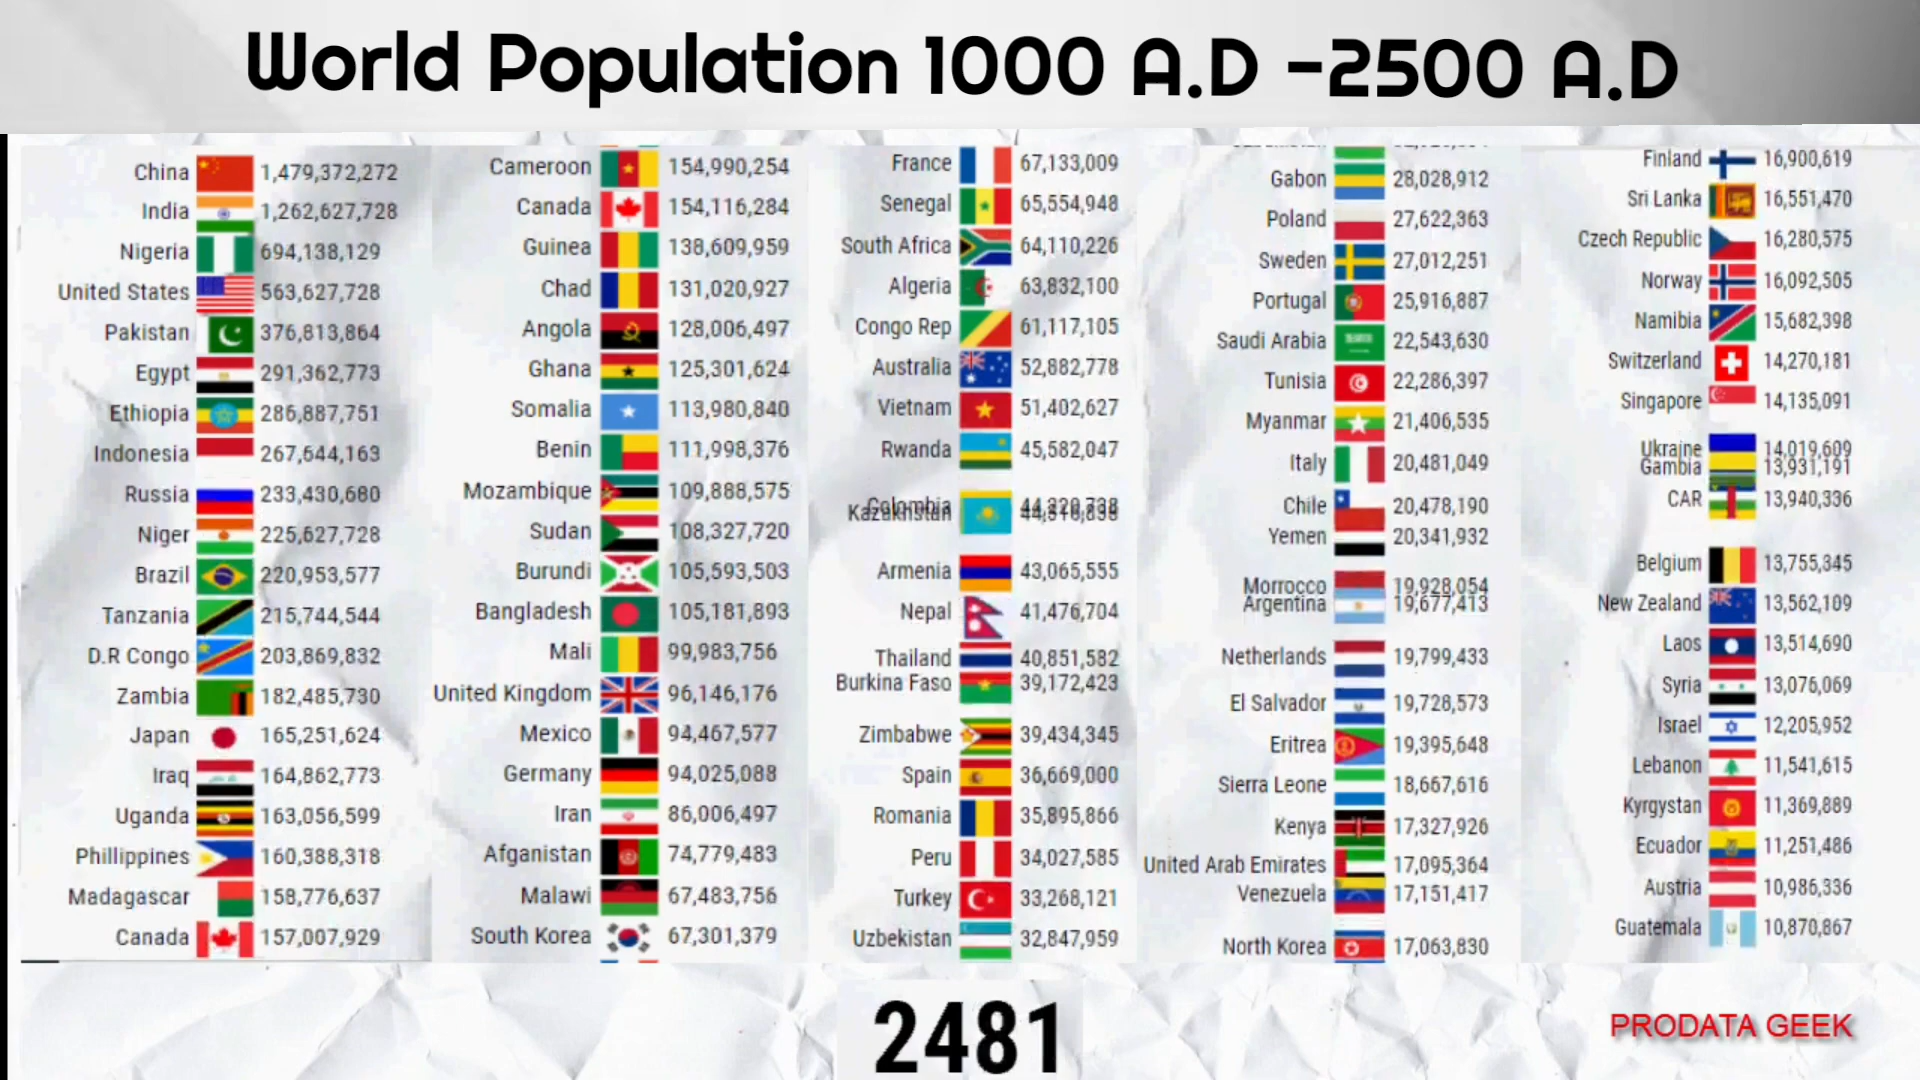 World Population 1000 A.D -2500 A.D
China 1,479,372,272
India 1,262,627,728
Nigeria 694,138,129
United States 563,627,728
Pakistan 376,813,864
Egypt 291,362,773
Ethiopia 286,887,751
Indonesia 267,644,163
Russia 233,430,680
Niger 225,627,728
Brazil 220,953,577
Tanzania 215,744,544
D.R Congo 203,869,832
Zambia 182,485,730
Japan 165,251,624
Iraq 164,862,773
Uganda 163,056,599
Phillippines 160,388,318
Madagascar 158,776,637
Canada 157,007,929
Cameroon 154,990,254
Canada 154,116,284
Guinea 138,609,959
Chad 131,020,927
Angola 128,006,497
Ghana 125,301,624
Somalia 113,980,840
Benin 111,998,376
Mozambique 109,888,575
Sudan 108,327,720
Burundi 105,593,503
Bangladesh 105,181,893
Mali 99,983,756
United Kingdom 96,146,176
Mexico 94,467,577
Germany 94,025,088
Iran 86,006,497
Afganistan 74,779,483
Malawi 67,483,756
South Korea 67,301,379
France 67,133,009
Senegal 65,554,948
South Africa 64,110,226
Algeria 63,832,100
Congo Rep 61,117,105
Australia 52,882,778
Vietnam 51,402,627
Rwanda 45,582,047
Colombia
Kazakhstan
Armenia 43,065,555
Nepal 41,476,704
Thailand 40,851,582
Burkina Faso 39,172,423
Zimbabwe 39,434,345
Spain 36,669,000
Romania 35,895,866
Peru 34,027,585
Turkey 33,268,121
Uzbekistan 32,847,959
Gabon 28,028,912
Poland 27,622,363
Sweden 27,012,251
Portugal 25,916,887
Saudi Arabia 22,543,630
Tunisia 22,286,397
Myanmar 21,406,535
Italy 20,481,049
Chile 20,478,190
Yemen 20,341,932
Morrocco 19,928,054
Argentina 19,677,413
Netherlands 19,799,433
El Salvador 19,728,573
Eritrea 19,395,648
Sierra Leone 18,667,616
Kenya 17,327,926
United Arab Emirates 17,095,364
Venezuela 17,151,417
North Korea 17,063,830
Finland 16,900,619
Sri Lanka 16,551,470
Czech Republic 16,280,575
Norway 16,092,505
Namibia 15,682,398
Switzerland 14,270,181
Singapore 14,135,091
Ukraine 14,019,609
Gambia 13,931,191
CAR 13,940,336
Belgium 13,755,345
New Zealand 13,562,109
Laos 13,514,690
Syria 13,076,069
Israel 12,205,952
Lebanon 11,541,615
Kyrgystan 11,369,889
Ecuador 11,251,486
Austria 10,986,336
Guatemala 10,870,867
2481
PRODATA GEEK